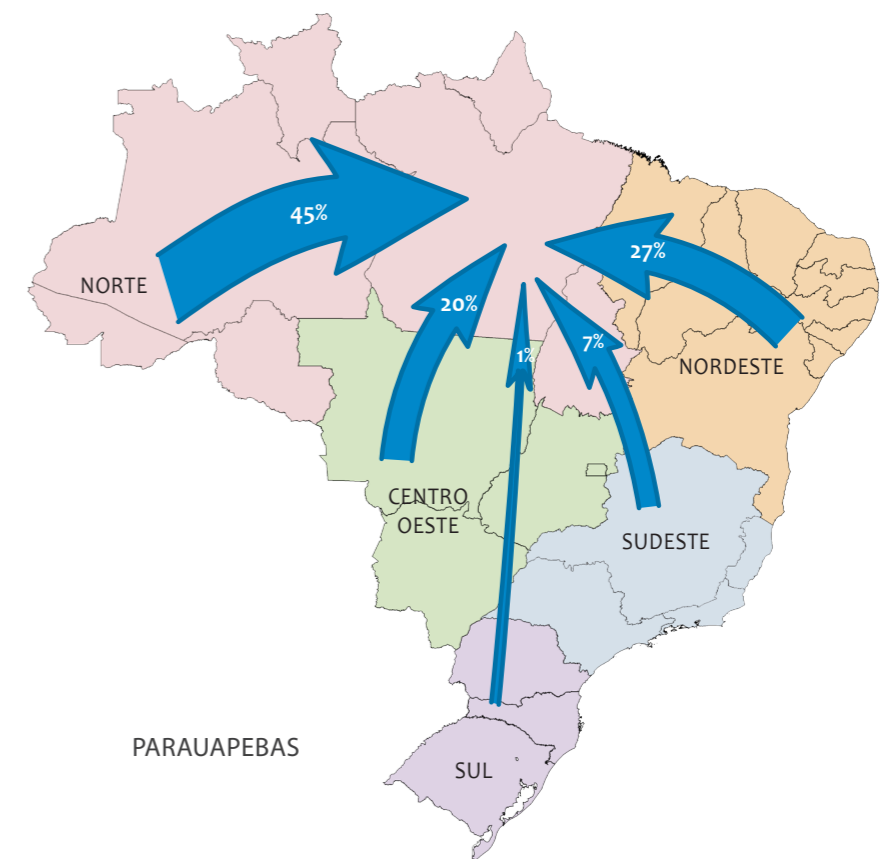 45%
27%
NORTE
20%
1%
7%
NORDESTE
CENTRO
OESTE
SUDESTE
PARAUAPEBAS
SUL